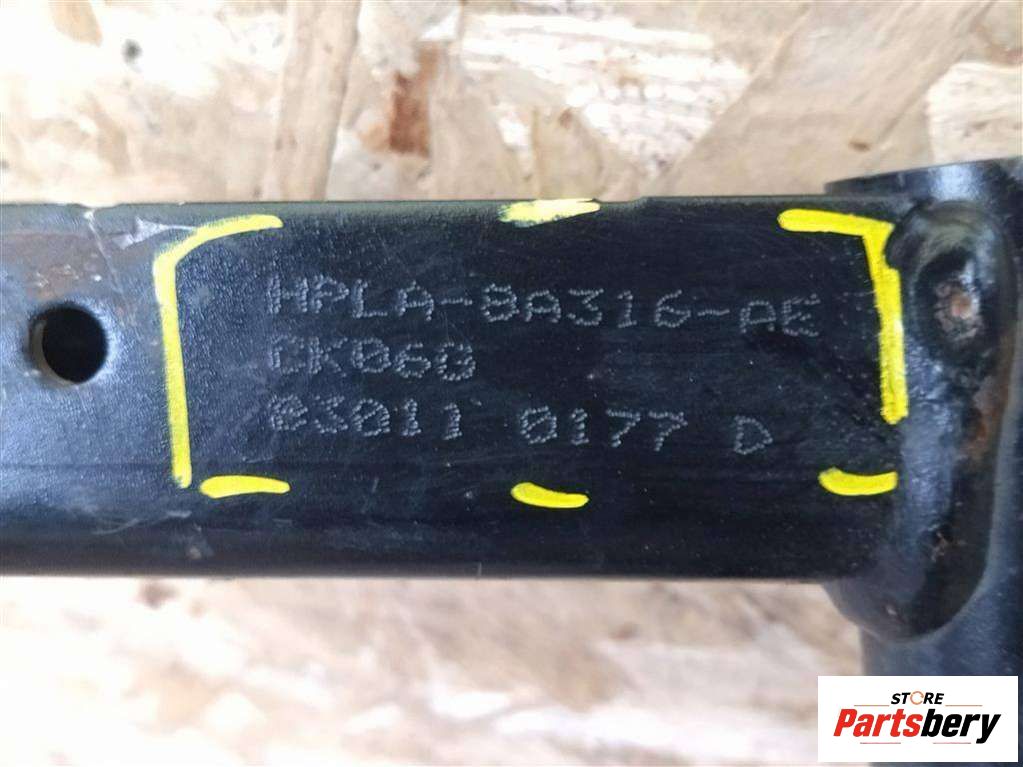 HPLA-8A316-AE
CK060
03011 0177 D
STORE
Partsbery